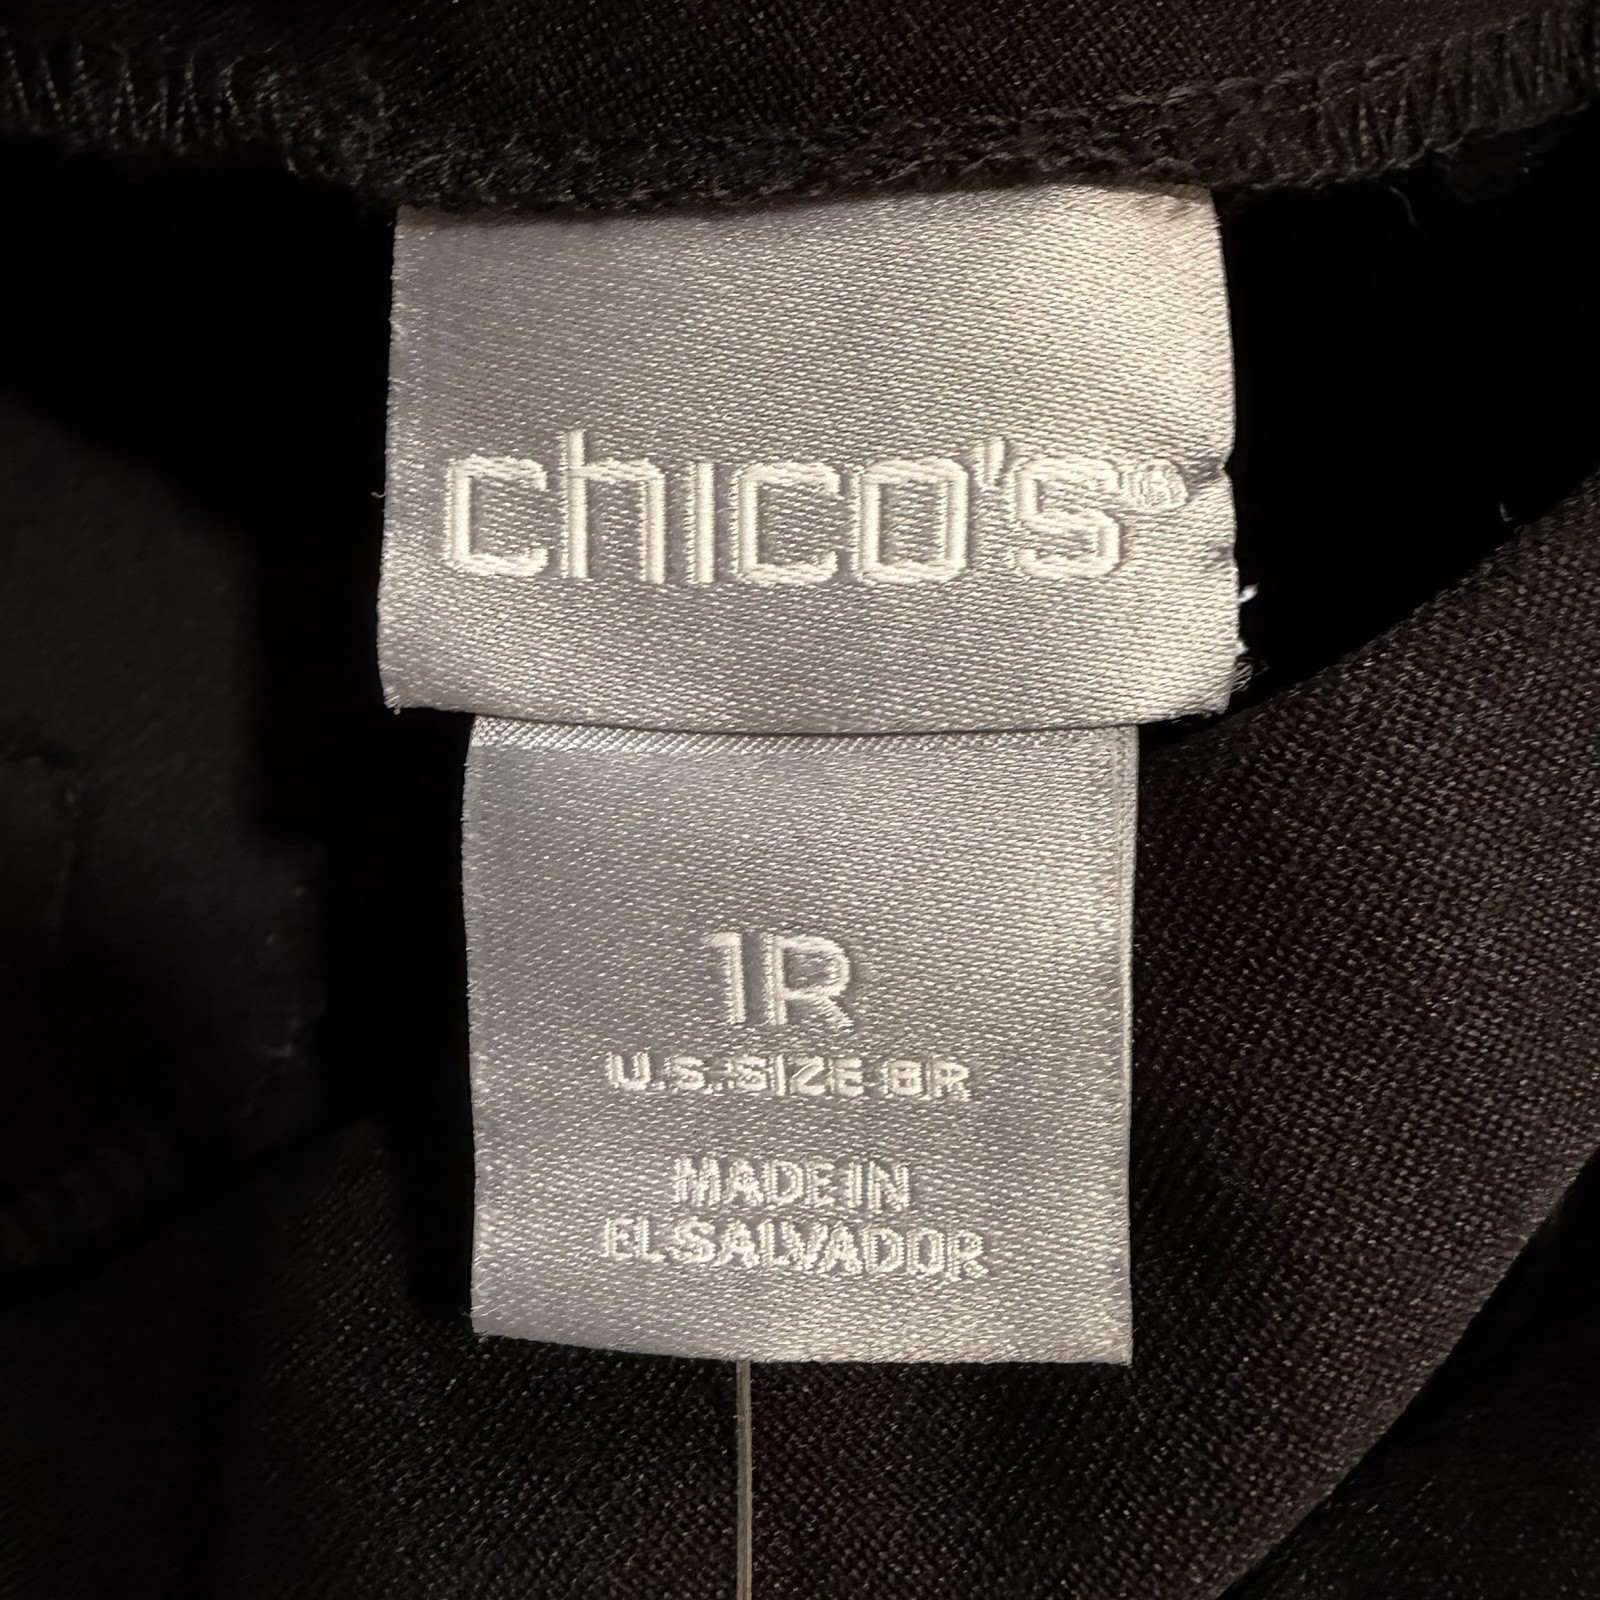 chico's®
1R
U.S. SIZE 8R
MADE IN
EL SALVADOR